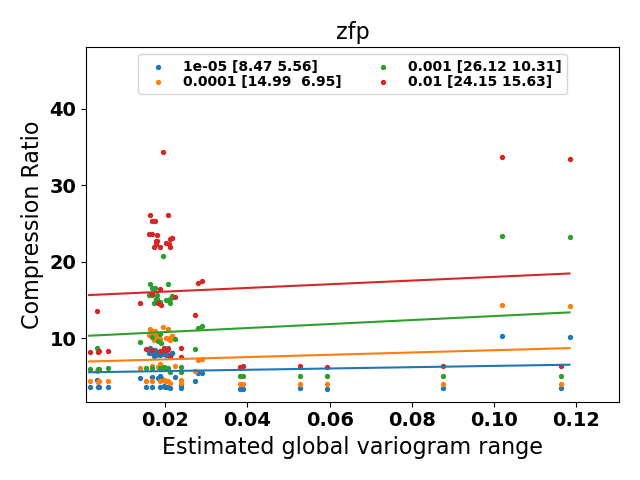 zfp
1e-05 [8.47 5.56]
0.0001 [14.99  6.95]
0.001 [26.12 10.31]
0.01 [24.15 15.63]
Compression Ratio
40
30
20
10
0.02 0.04 0.06 0.08 0.10 0.12
Estimated global variogram range